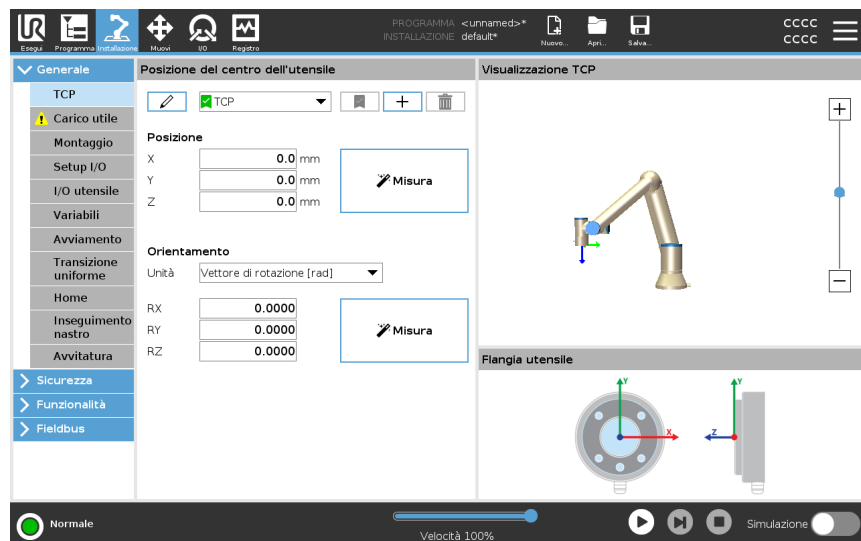 UR
PROGRAMMA <unnamed>*
INSTALLAZIONE default*
Esegui Programma Installazione Muovi I/O Registro
Nuovo... Apri... Salva...
cccc
cccc
Generale
TCP
Carico utile
Montaggio
Setup I/O
I/O utensile
Variabili
Avviamento
Transizione
uniforme
Home
Inseguimento
nastro
Avvitatura
Sicurezza
Funzionalità
Fieldbus
Posizione del centro dell'utensile
TCP
Posizione
X 0.0 mm
Y 0.0 mm
Z 0.0 mm
Misura
Orientamento
Unità Vettore di rotazione [rad]
RX 0.0000
RY 0.0000
RZ 0.0000
Misura
Visualizzazione TCP
Flangia utensile
Y
X
Y
Z
Normale
Velocità 100%
Simulazione